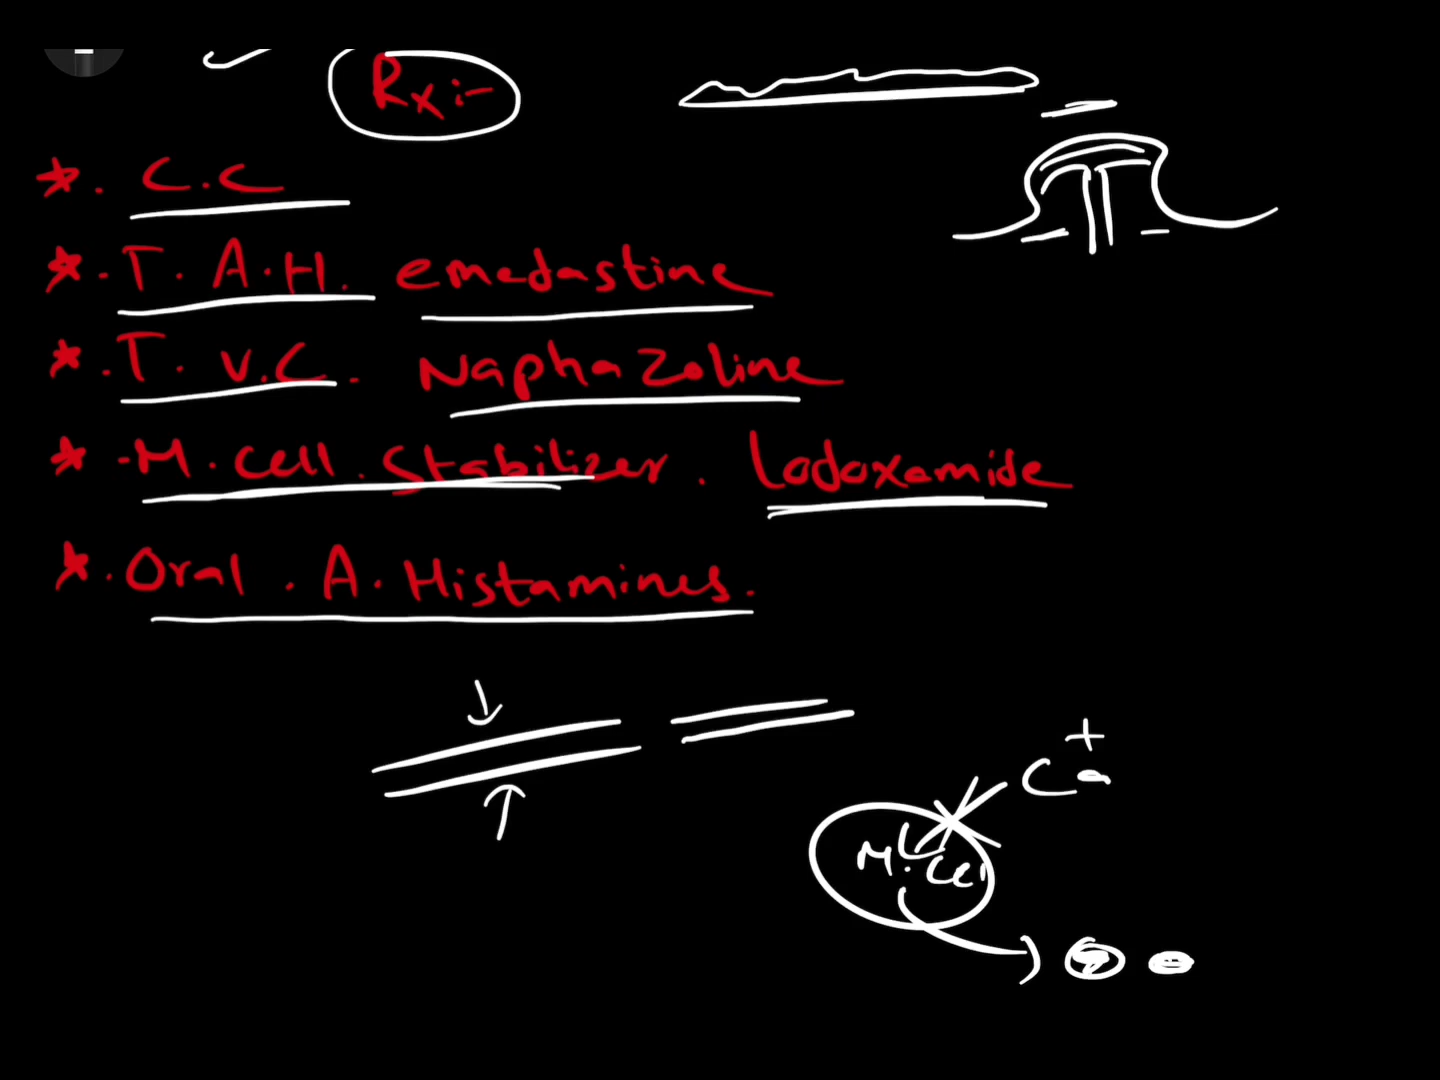 Rx:-
* . C.C
* . T. A.H. emedastine
* . T. V.C. Naphazoline
* - M. Cell. Stabilizer. Lodoxamide
* . Oral . A. Histamines.
+
Ca
M. Cell